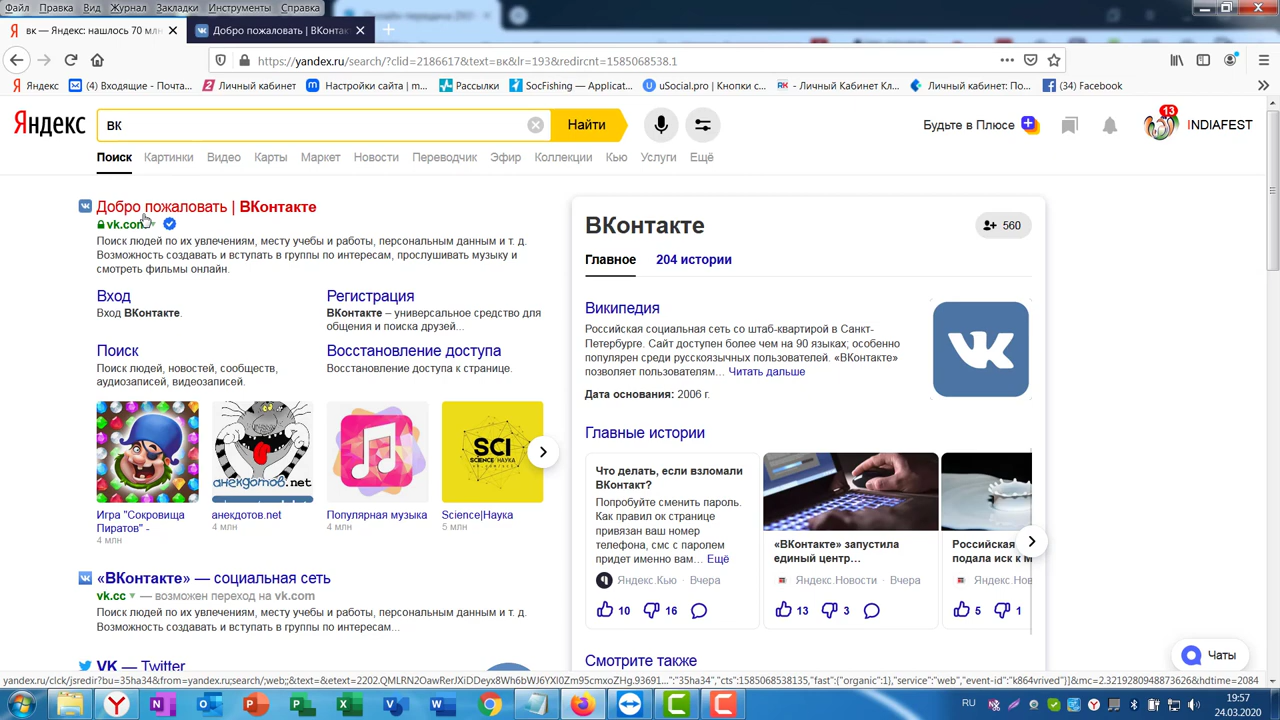 Файл Правка Вид Журнал Закладки Инструменты Справка
вк — Яндекс: нашлось 70 млн
Добро пожаловать | ВКонтакте
https://yandex.ru/search/?clid=2186617&text=вк&lr=193&redircnt=1585068538.1
Яндекс (4) Входящие - Почта... Личный кабинет Настройки сайта | m... Рассылки SocFishing — Applicat... uSocial.pro | Кнопки с... - Личный Кабинет Кл... Личный кабинет: По... (34) Facebook
Яндекс
вк
Найти
Будьте в Плюсе
13
INDIAFEST
Поиск Картинки Видео Карты Маркет Новости Переводчик Эфир Коллекции Кью Услуги Ещё
Добро пожаловать | ВКонтакте
vk.com
Поиск людей по их увлечениям, месту учебы и работы, персональным данным и т. д.
Возможность создавать и вступать в группы по интересам, прослушивать музыку и
смотреть фильмы онлайн.
Вход
Вход ВКонтакте.
Регистрация
ВКонтакте – универсальное средство для
общения и поиска друзей...
Поиск
Поиск людей, новостей, сообществ,
аудиозаписей, видеозаписей.
Восстановление доступа
Восстановление доступа к странице.
анекдотов.net
SCI
SCIENCE НАУКА
Игра "Сокровища
Пиратов" -
4 млн
анекдотов.net
4 млн
Популярная музыка
4 млн
Science|Наука
5 млн
«ВКонтакте» — социальная сеть
vk.cc — возможен переход на vk.com
Поиск людей по их увлечениям, месту учебы и работы, персональным данным и т. д.
Возможность создавать и вступать в группы по интересам...
VK — Twitter
ВКонтакте
560
Главное 204 истории
Википедия
Российская социальная сеть со штаб-квартирой в Санкт-
Петербурге. Сайт доступен более чем на 90 языках; особенно
популярен среди русскоязычных пользователей. «ВКонтакте»
позволяет пользователям... Читать дальше
Дата основания: 2006 г.
Главные истории
Что делать, если взломали
ВКонтакт?
Попробуйте сменить пароль.
Как правил ок странице
привязан ваш номер
телефона, смс с паролем
придет именно вам... Ещё
Яндекс.Кью · Вчера
10 16
«ВКонтакте» запустила
единый центр...
Яндекс.Новости · Вчера
13 3
Российская
подала иск к М
Яндекс.Нов
5 1
Смотрите также
Чаты
RU
19:57
24.03.2020